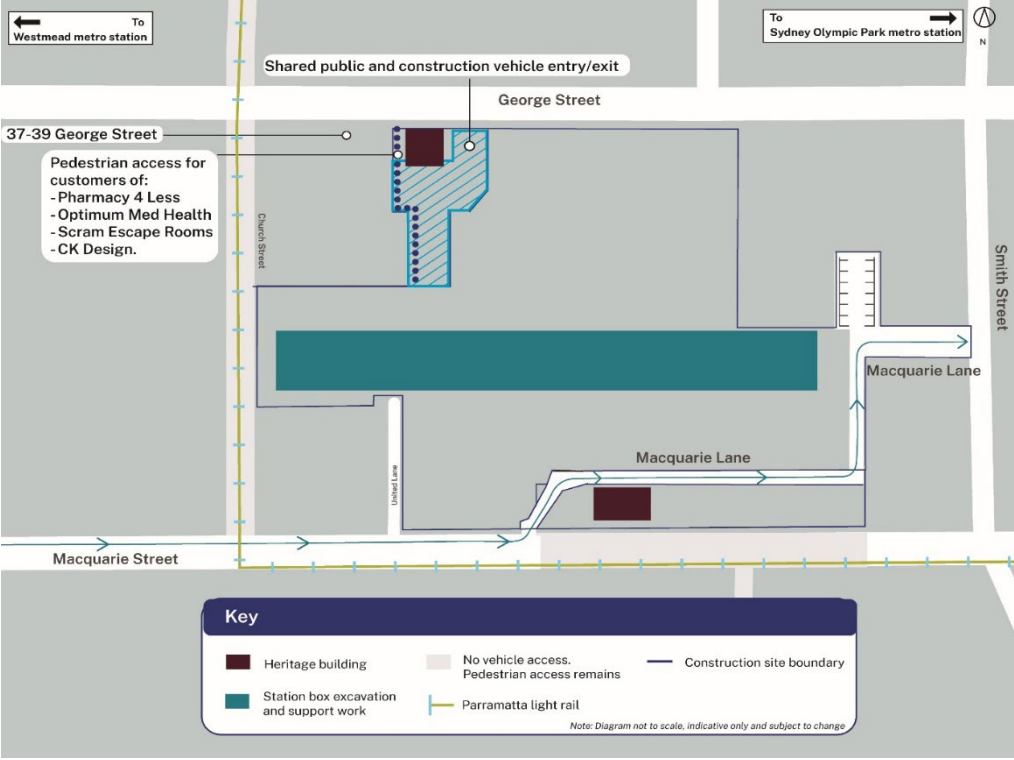 To
Westmead metro station
To
Sydney Olympic Park metro station
N
Shared public and construction vehicle entry/exit
George Street
37-39 George Street
Pedestrian access for
customers of:
- Pharmacy 4 Less
- Optimum Med Health
- Scram Escape Rooms
- CK Design.
Church Street
Smith Street
Macquarie Lane
Macquarie Lane
United Lane
Macquarie Street
Key
Heritage building
No vehicle access.
Pedestrian access remains
Construction site boundary
Station box excavation
and support work
Parramatta light rail
Note: Diagram not to scale, indicative only and subject to change